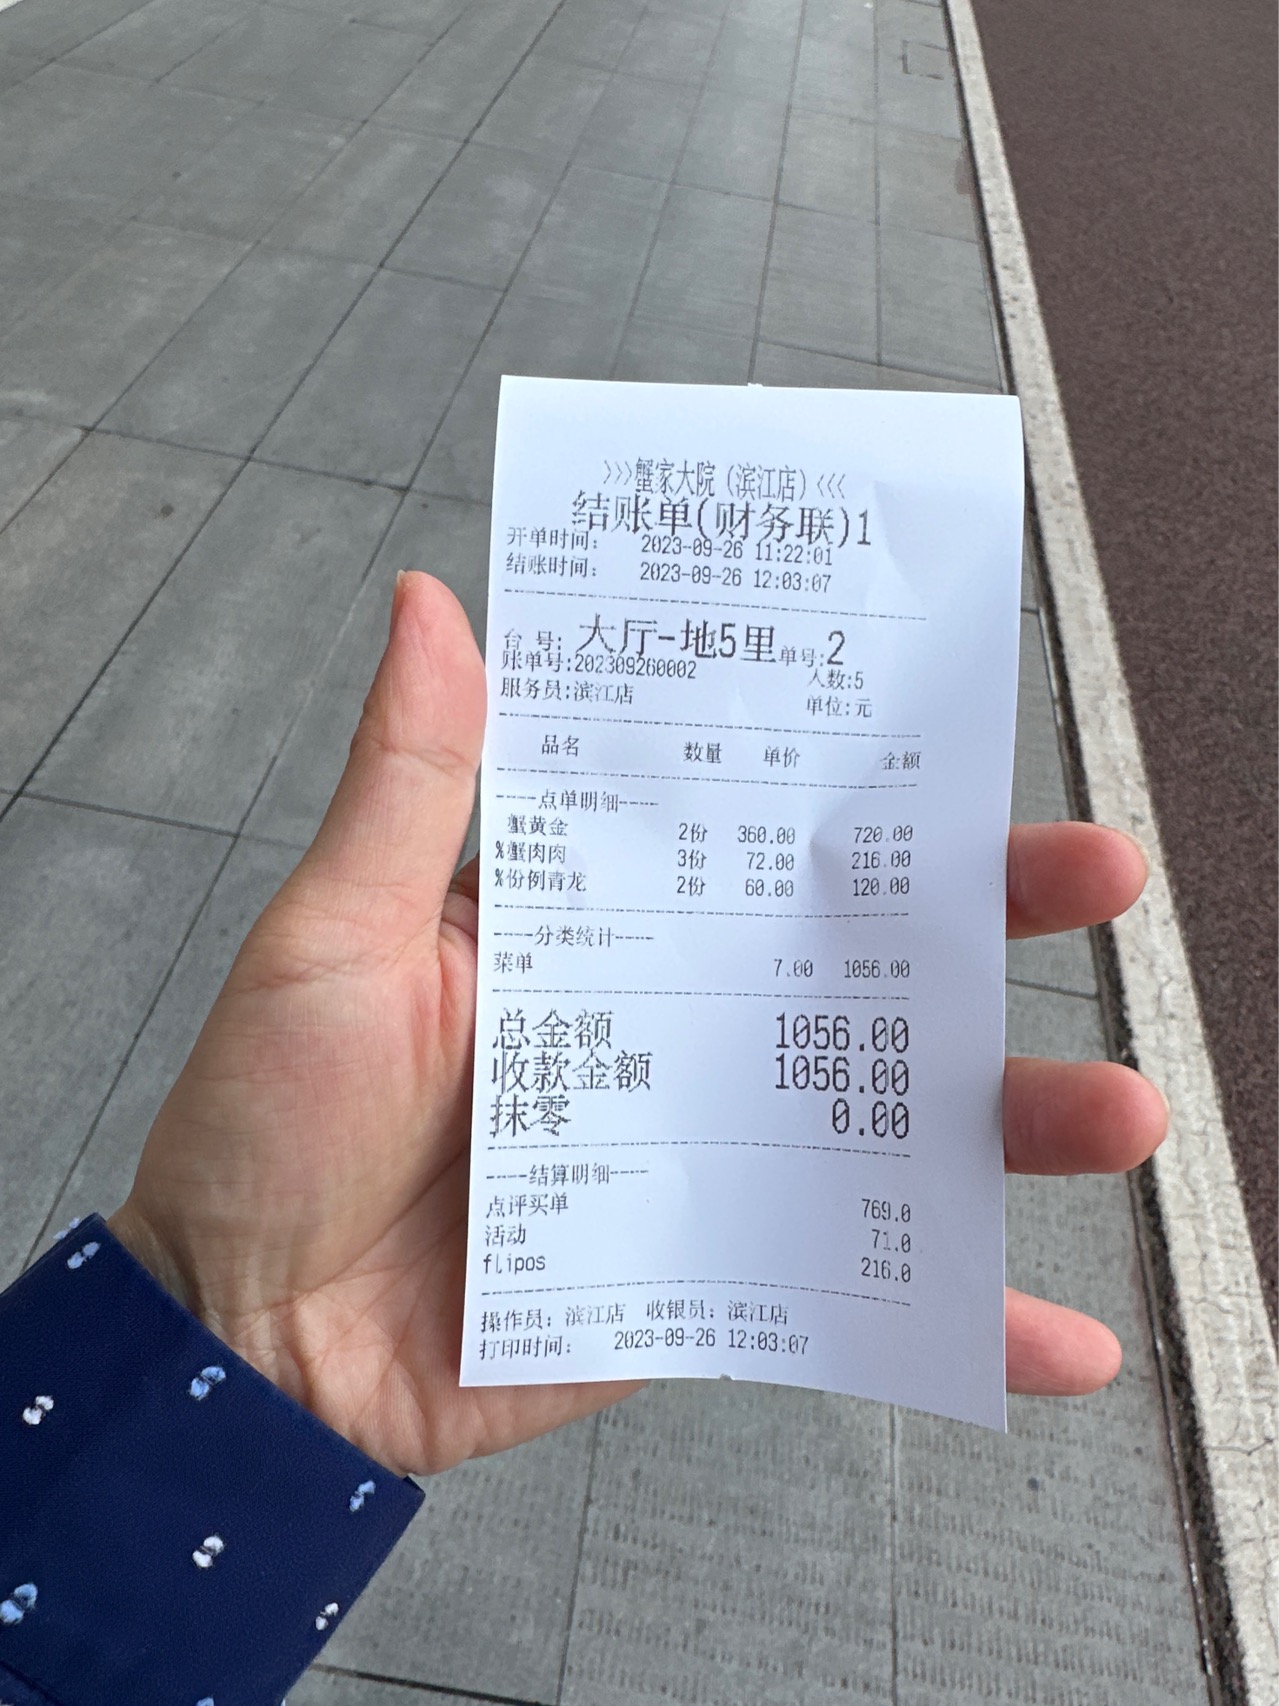 >>>蟹家大院(滨江店)<<<
结账单(财务联)1
开单时间: 2023-09-26 11:22:01
结账时间: 2023-09-26 12:03:07
台 号: 大厅-地5里 单号:2
账单号:202309260002 人数:5
服务员:滨江店 单位:元
品名 数量 单价 金额
----点单明细----
蟹黄金 2份 360.00 720.00
%蟹肉肉 3份 72.00 216.00
%份例青龙 2份 60.00 120.00
----分类统计----
菜单 7.00 1056.00
总金额 1056.00
收款金额 1056.00
抹零 0.00
----结算明细----
点评买单 769.0
活动 71.0
flipos 216.0
操作员: 滨江店 收银员: 滨江店
打印时间: 2023-09-26 12:03:07